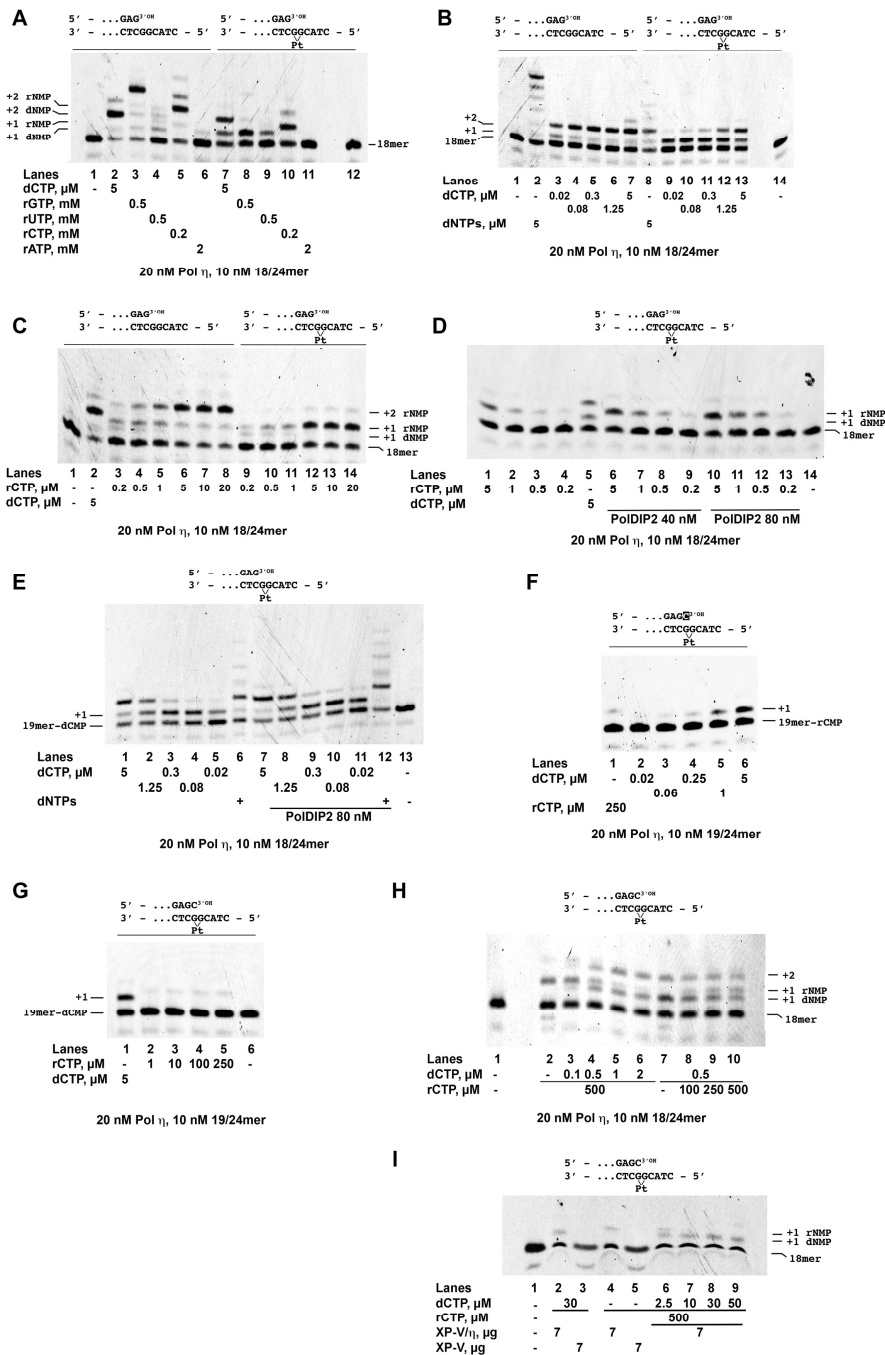 A
5′ - ...GAG3′OH
3′ - ...CTCGGCATC - 5′
5′ - ...GAG3′OH
3′ - ...CTCGGCATC - 5′
Pt
+2 rNMP
+2 dNMP
+1 rNMP
+1 dNMP
18mer
Lanes 1 2 3 4 5 6 7 8 9 10 11 12
dCTP, µM - 5 5 -
rGTP, mM 0.5 0.5
rUTP, mM 0.5 0.5
rCTP, mM 0.2 0.2
rATP, mM 2 2
20 nM Pol η, 10 nM 18/24mer
B
5′ - ...GAG3′OH
3′ - ...CTCGGCATC - 5′
5′ - ...GAG3′OH
3′ - ...CTCGGCATC - 5′
Pt
+2
+1
18mer
Lanes 1 2 3 4 5 6 7 8 9 10 11 12 13 14
dCTP, µM - 0.02 0.3 5 0.02 0.3 5 -
0.08 1.25 0.08 1.25
dNTPs, µM 5 5
20 nM Pol η, 10 nM 18/24mer
C
5′ - ...GAG3′OH
3′ - ...CTCGGCATC - 5′
5′ - ...GAG3′OH
3′ - ...CTCGGCATC - 5′
Pt
+2 rNMP
+1 rNMP
+1 dNMP
18mer
Lanes 1 2 3 4 5 6 7 8 9 10 11 12 13 14
rCTP, µM - 0.2 0.5 1 5 10 20 0.2 0.5 1 5 10 20
dCTP, µM - 5
20 nM Pol η, 10 nM 18/24mer
D
5′ - ...GAG3′OH
3′ - ...CTCGGCATC - 5′
Pt
+1 rNMP
+1 dNMP
18mer
Lanes 1 2 3 4 5 6 7 8 9 10 11 12 13 14
rCTP, µM 5 1 0.5 0.2 5 1 0.5 0.2 5 1 0.5 0.2 -
dCTP, µM 5
PolDIP2 40 nM PolDIP2 80 nM
20 nM Pol η, 10 nM 18/24mer
E
5′ - ...GAG3′OH
3′ - ...CTCGGCATC - 5′
Pt
+1
19mer-dCMP
Lanes 1 2 3 4 5 6 7 8 9 10 11 12 13
dCTP, µM 5 0.3 0.02 5 0.3 0.02 -
1.25 0.08 1.25 0.08
dNTPs + + -
PolDIP2 80 nM
20 nM Pol η, 10 nM 18/24mer
F
5′ - ...GAGC3′OH
3′ - ...CTCGGCATC - 5′
Pt
+1
19mer-rCMP
Lanes 1 2 3 4 5 6
dCTP, µM - 0.02 0.25 5
0.06 1
rCTP, µM 250
20 nM Pol η, 10 nM 19/24mer
G
5′ - ...GAGC3′OH
3′ - ...CTCGGCATC - 5′
Pt
+1
19mer-dCMP
Lanes 1 2 3 4 5 6
rCTP, µM 1 10 100 250 -
dCTP, µM 5
20 nM Pol η, 10 nM 19/24mer
H
5′ - ...GAGC3′OH
3′ - ...CTCGGCATC - 5′
Pt
+2
+1 rNMP
+1 dNMP
18mer
Lanes 1 2 3 4 5 6 7 8 9 10
dCTP, µM - - 0.1 0.5 1 2 0.5
rCTP, µM - 500 - 100 250 500
20 nM Pol η, 10 nM 18/24mer
I
5′ - ...GAGC3′OH
3′ - ...CTCGGCATC - 5′
Pt
+1 rNMP
+1 dNMP
18mer
Lanes 1 2 3 4 5 6 7 8 9
dCTP, µM - 30 - - 2.5 10 30 50
rCTP, µM - 500
XP-V/η, µg - 7 7 7
XP-V, µg 7 7